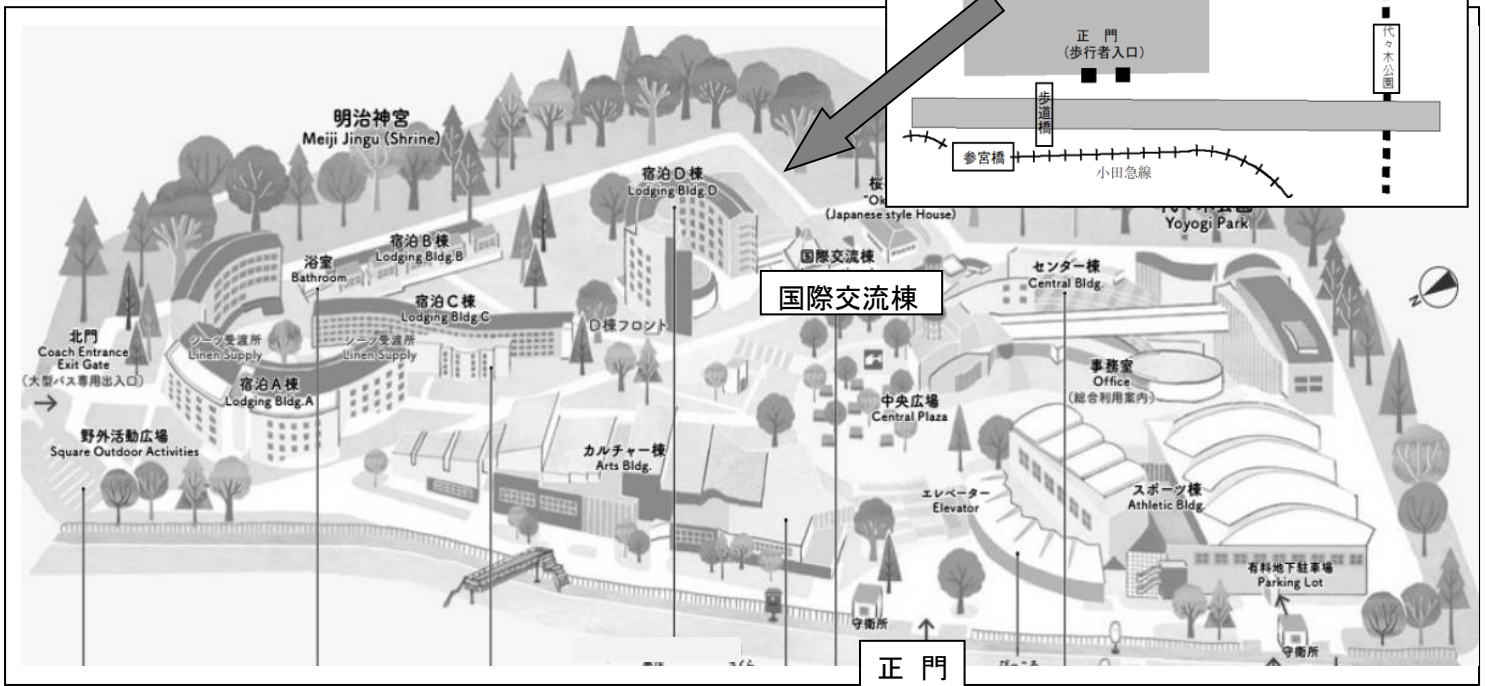 正　門
(歩行者入口)
代々木公園
歩道橋
参宮橋
小田急線
明治神宮
Meiji Jingu (Shrine)
宿泊D棟
Lodging Bldg.D
(Japanese style House)
Yoyogi Park
宿泊B棟
Lodging Bldg.B
浴室
Bathroom
国際交流棟
国際交流棟
センター棟
Central Bldg.
宿泊C棟
Lodging Bldg.C
D棟フロント
北門
Coach Entrance
Exit Gate
(大型バス専用出入口)
シーツ受渡所
Linen Supply
シーツ受渡所
Linen Supply
宿泊A棟
Lodging Bldg.A
事務室
Office
(総合利用案内)
中央広場
Central Plaza
野外活動広場
Square Outdoor Activities
カルチャー棟
Arts Bldg.
エレベーター
Elevator
スポーツ棟
Athletic Bldg.
有料地下駐車場
Parking Lot
守衛所
守衛所
正　門
N